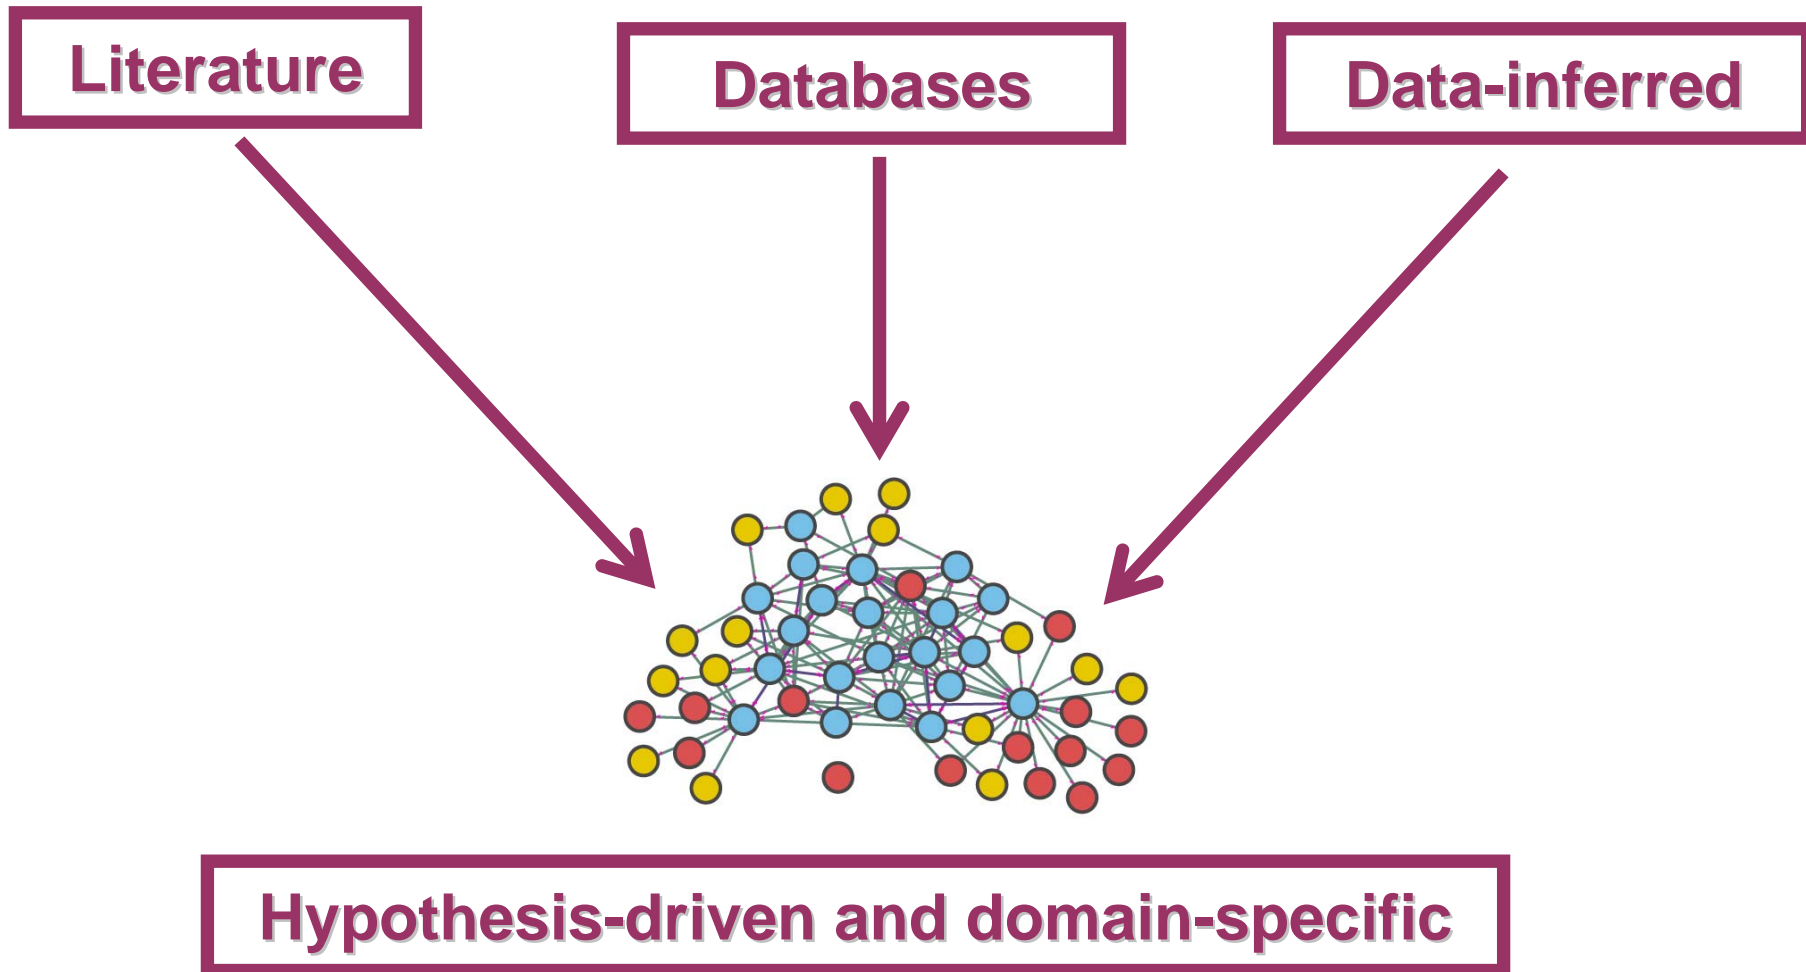 Literature
Databases
Data-inferred
Hypothesis-driven and domain-specific